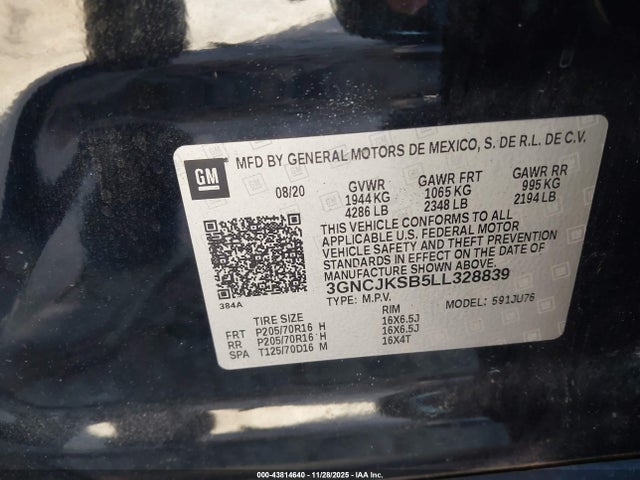 GM
MFD BY GENERAL MOTORS DE MEXICO, S. DE R.L. DE C.V.
08/20 GVWR GAWR FRT GAWR RR
1944 KG 1065 KG 995 KG
4286 LB 2348 LB 2194 LB
THIS VEHICLE CONFORMS TO ALL
APPLICABLE U.S. FEDERAL MOTOR
VEHICLE SAFETY AND THEFT PREVENTION
STANDARDS IN EFFECT ON THE DATE OF
MANUFACTURE SHOWN ABOVE.
3GNCJKSB5LL328839
384A
TYPE: M.P.V. MODEL: 591JU76
TIRE SIZE RIM
FRT P205/70R16 H 16X6.5J
RR P205/70R16 H 16X6.5J
SPA T125/70D16 M 16X4T
000-43814640 - 11/28/2025 - IAA Inc.